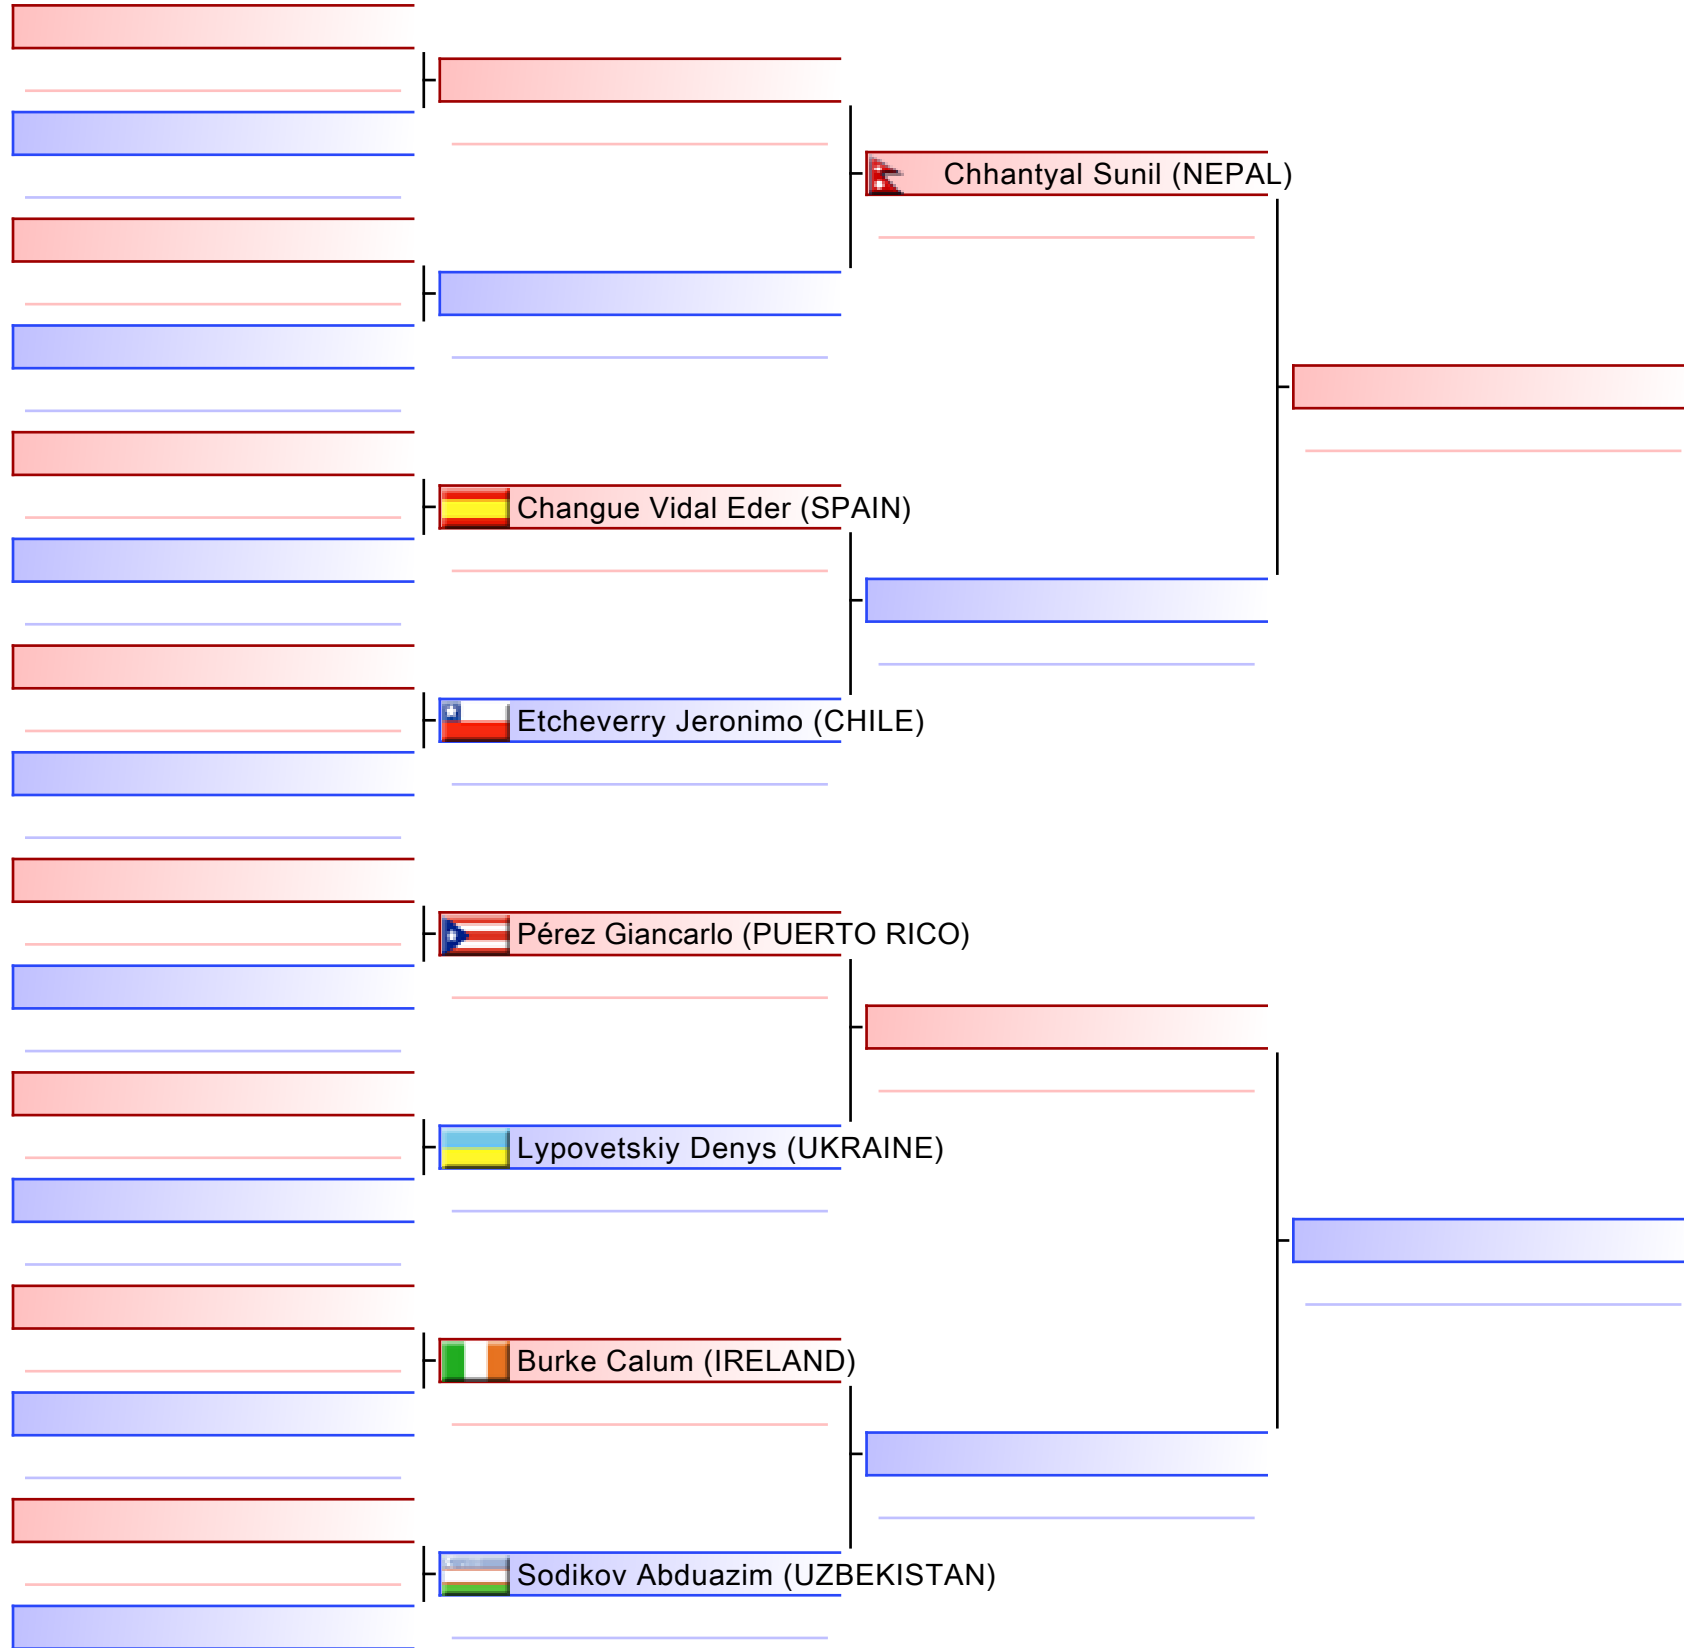 Chhantyal Sunil (NEPAL)
Changue Vidal Eder (SPAIN)
Etcheverry Jeronimo (CHILE)
Pérez Giancarlo (PUERTO RICO)
Lypovetskiy Denys (UKRAINE)
Burke Calum (IRELAND)
Sodikov Abduazim (UZBEKISTAN)